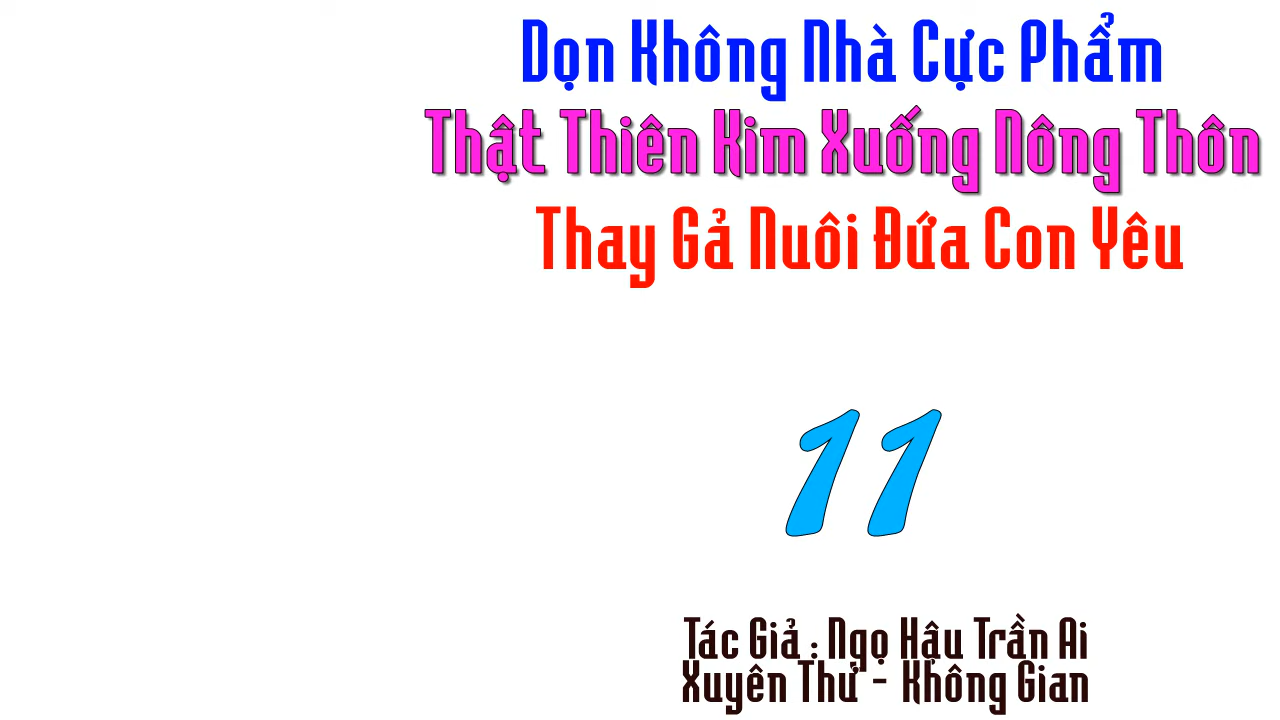 Dọn Không Nhà Cực Phẩm
Thật Thiên Kim Xuống Nông Thôn
Thay Gả Nuôi Đứa Con Yêu
11
Tác Giả : Ngọ Hậu Trần Ai
Xuyên Thư - Không Gian